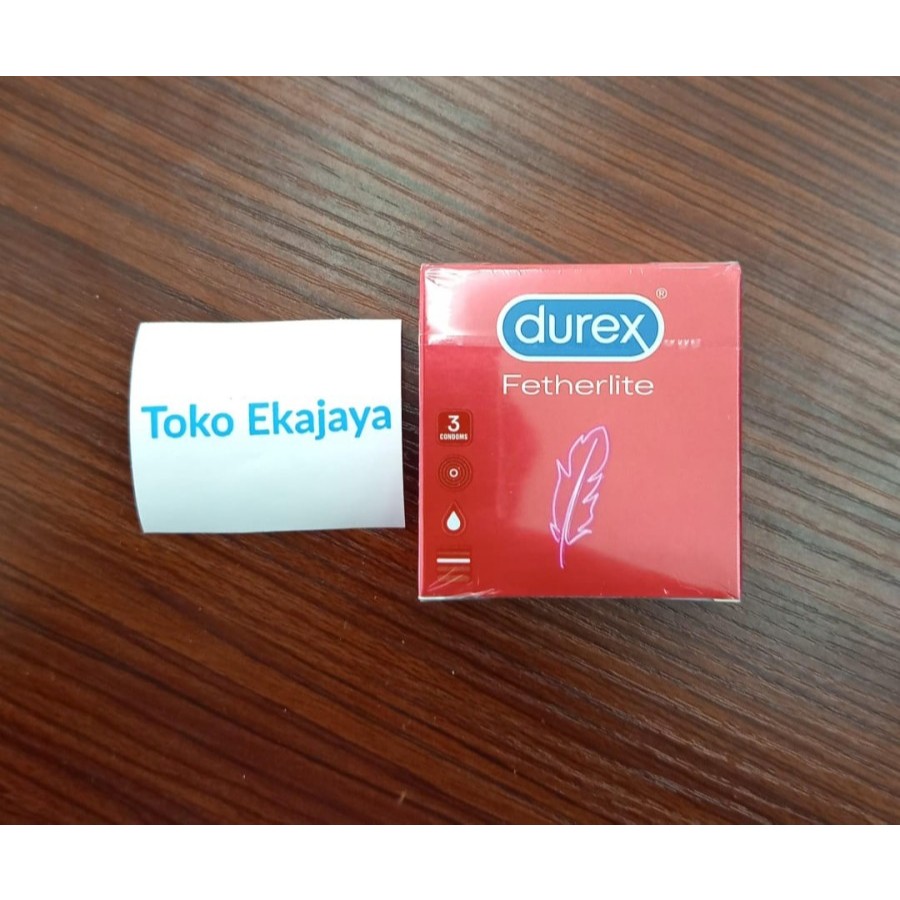 Toko Ekajaya
durex®
Fetherlite
3
CONDOMS